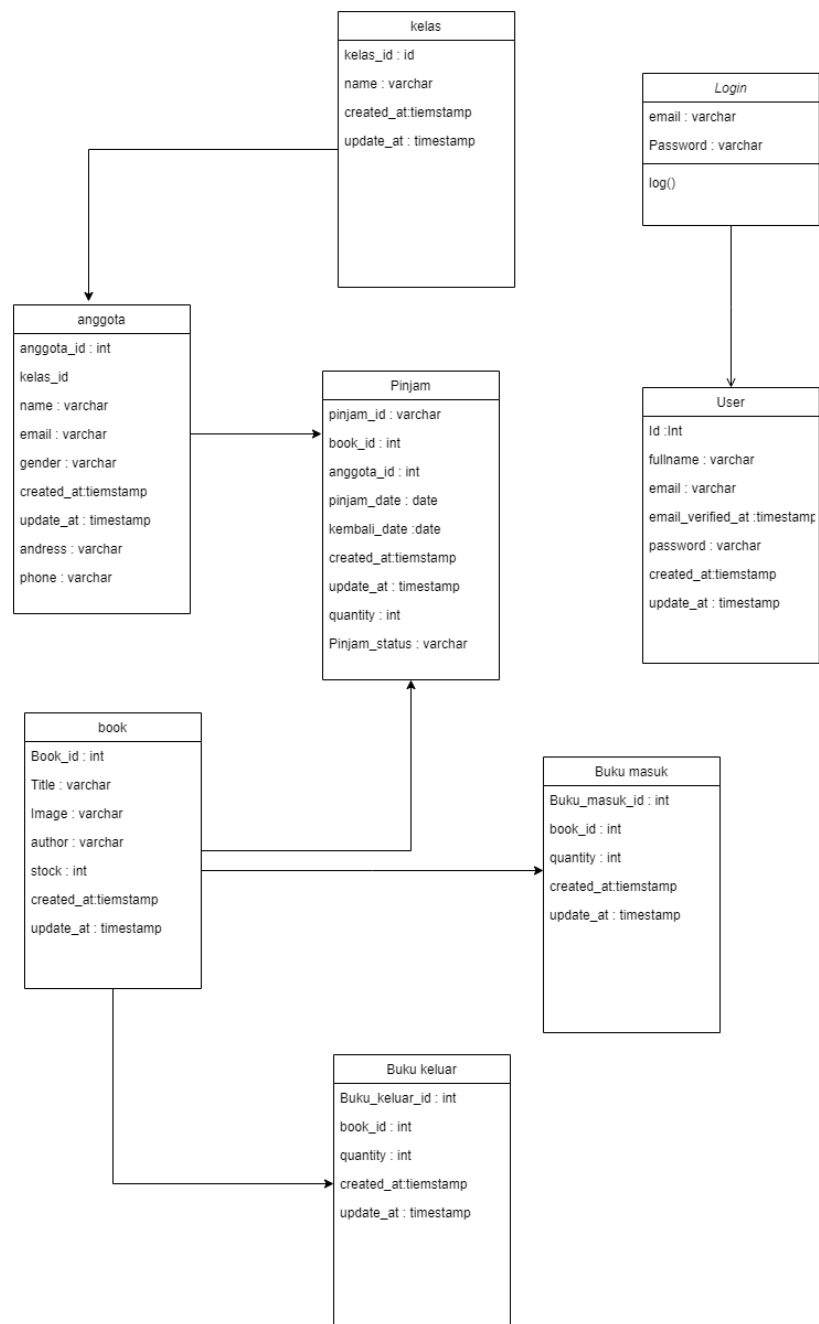 kelas
kelas_id : id
name : varchar
created_at:tiemstamp
update_at : timestamp
Login
email : varchar
Password : varchar
log()
anggota
anggota_id : int
kelas_id
name : varchar
email : varchar
gender : varchar
created_at:tiemstamp
update_at : timestamp
andress : varchar
phone : varchar
Pinjam
pinjam_id : varchar
book_id : int
anggota_id : int
pinjam_date : date
kembali_date :date
created_at:tiemstamp
update_at : timestamp
quantity : int
Pinjam_status : varchar
User
Id :Int
fullname : varchar
email : varchar
email_verified_at :timestamp
password : varchar
created_at:tiemstamp
update_at : timestamp
book
Book_id : int
Title : varchar
Image : varchar
author : varchar
stock : int
created_at:tiemstamp
update_at : timestamp
Buku masuk
Buku_masuk_id : int
book_id : int
quantity : int
created_at:tiemstamp
update_at : timestamp
Buku keluar
Buku_keluar_id : int
book_id : int
quantity : int
created_at:tiemstamp
update_at : timestamp